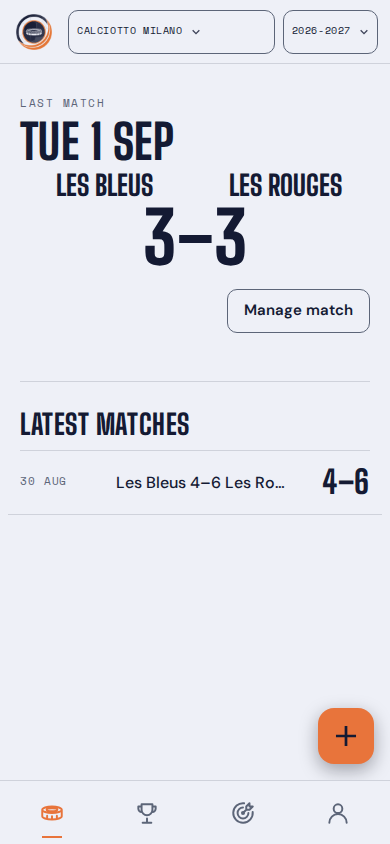 CALCIOTTO MILANO
2026-2027
LAST MATCH
TUE 1 SEP
LES BLEUS
LES ROUGES
3–3
Manage match
LATEST MATCHES
30 AUG
Les Bleus 4–6 Les Ro…
4–6